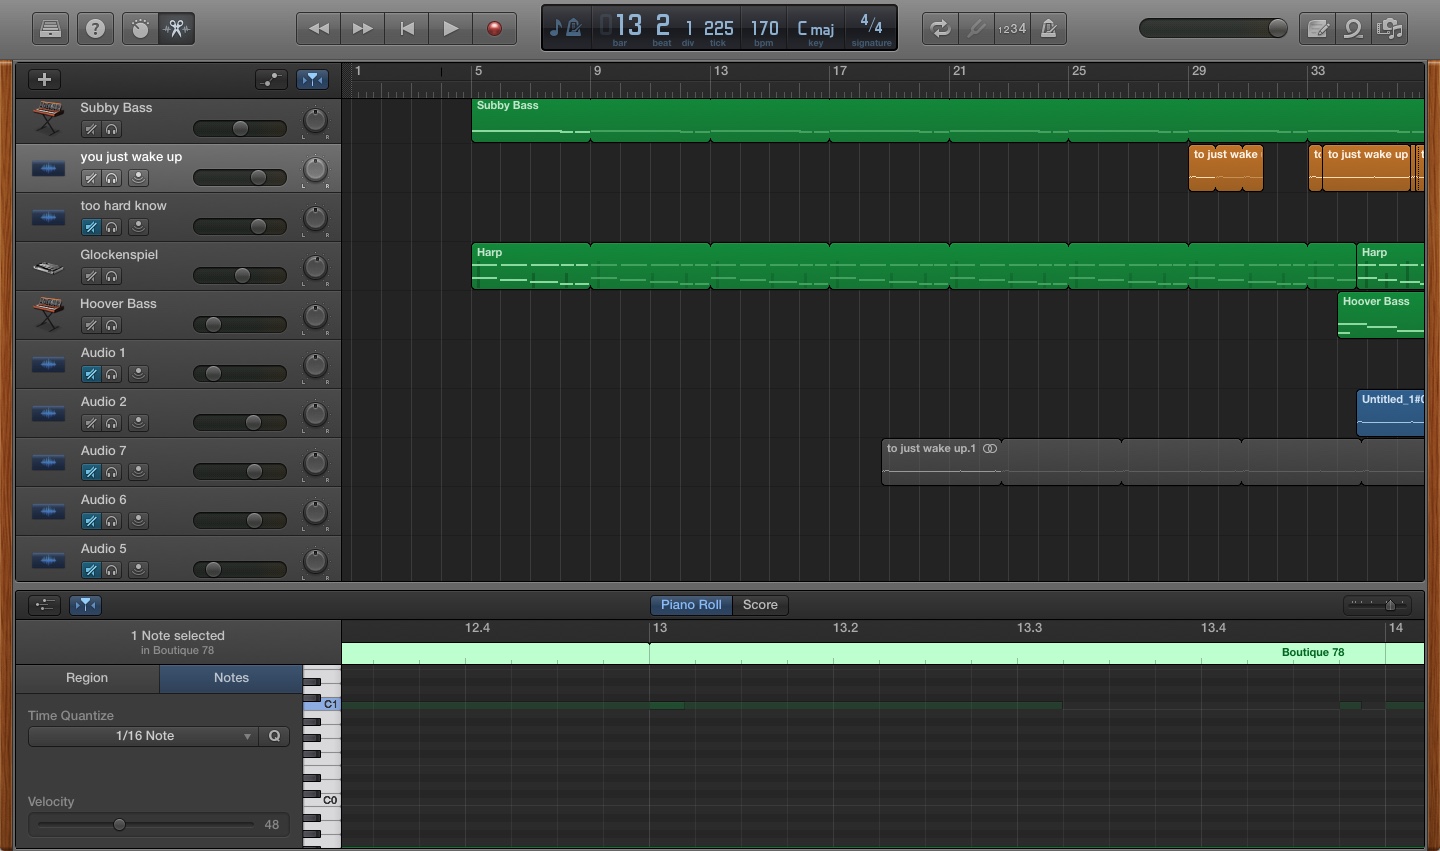 1234
13 2 1 225 170 C maj 4/4
bar beat div tick bpm key signature
1 5 9 13 17 21 25 29 33
Subby Bass
L R
Subby Bass
you just wake up
to just wake
to just wake up
too hard know
L R
Glockenspiel
L R
Harp
Harp
Hoover Bass
L R
Hoover Bass
Audio 1
L R
Audio 2
L R
Untitled_1#
Audio 7
L R
to just wake up.1
Audio 6
L R
Audio 5
L R
Piano Roll Score
1 Note selected
in Boutique 78
12.4 13 13.2 13.3 13.4 14
Boutique 78
Region Notes
C1
Time Quantize
1/16 Note Q
C0
Velocity
48